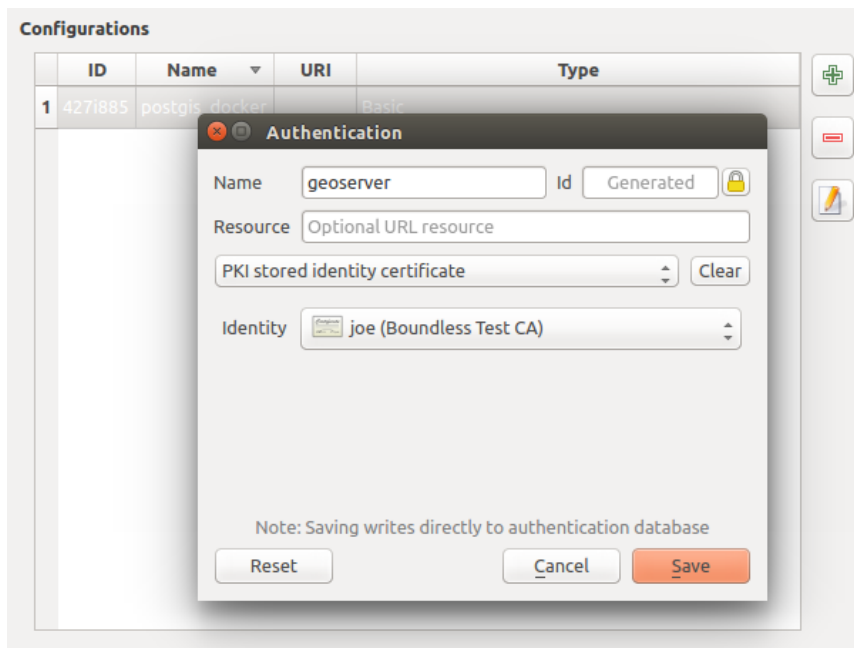 Configurations
ID Name URI Type
1 427i885 postgis_docker Basic
Authentication
Name geoserver Id Generated
Resource Optional URL resource
PKI stored identity certificate Clear
Identity joe (Boundless Test CA)
Note: Saving writes directly to authentication database
Reset Cancel Save